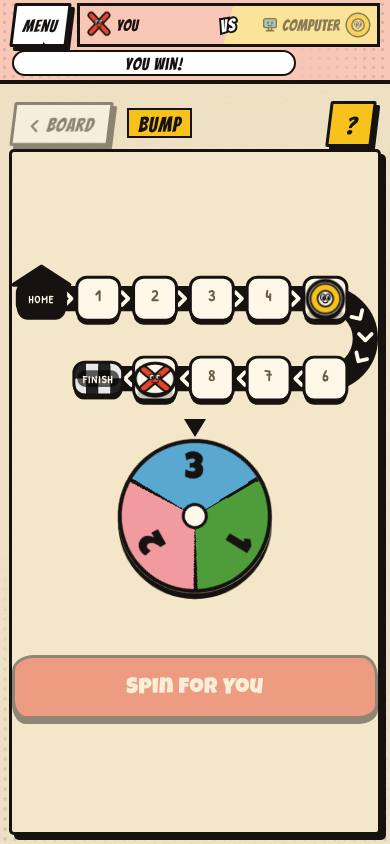 MENU
YOU
VS
COMPUTER
YOU WIN!
BOARD
BUMP
?
HOME
1
2
3
4
FINISH
8
7
6
3
2
1
SPIN FOR YOU